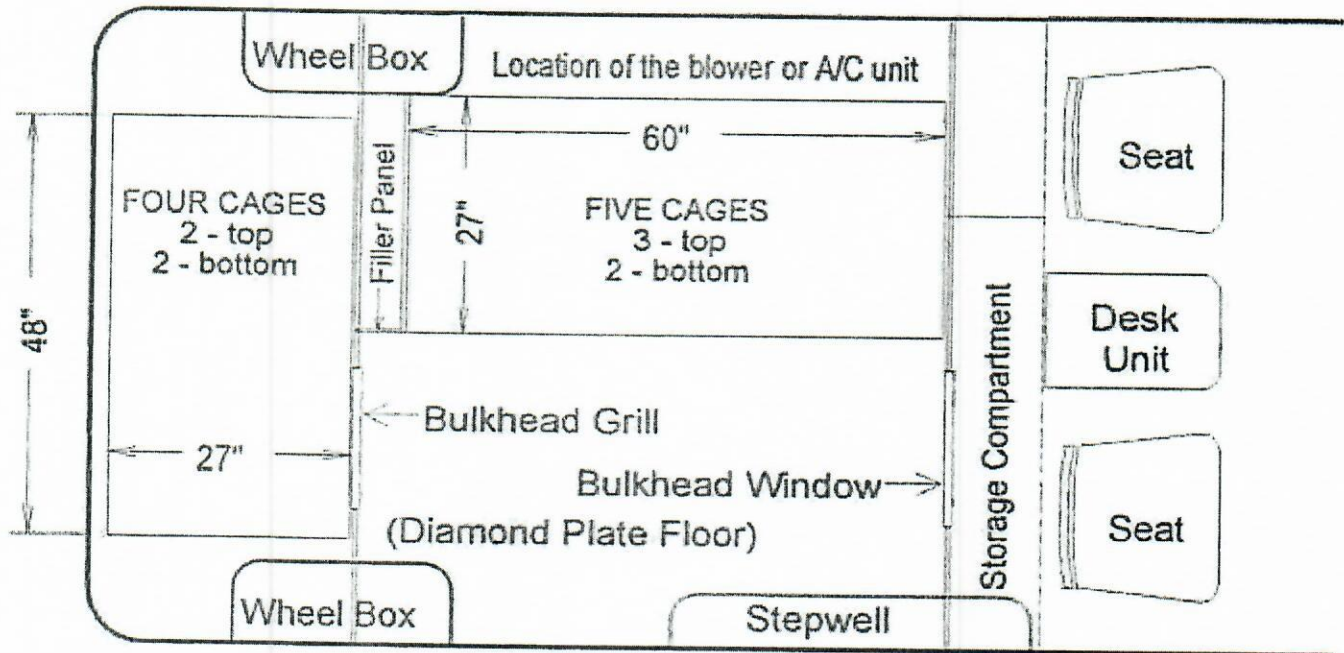 Wheel Box
Location of the blower or A/C unit
48"
FOUR CAGES
2 - top
2 - bottom
27"
Filler Panel
27"
60"
FIVE CAGES
3 - top
2 - bottom
Bulkhead Grill
Bulkhead Window
(Diamond Plate Floor)
Wheel Box
Stepwell
Storage Compartment
Seat
Desk
Unit
Seat